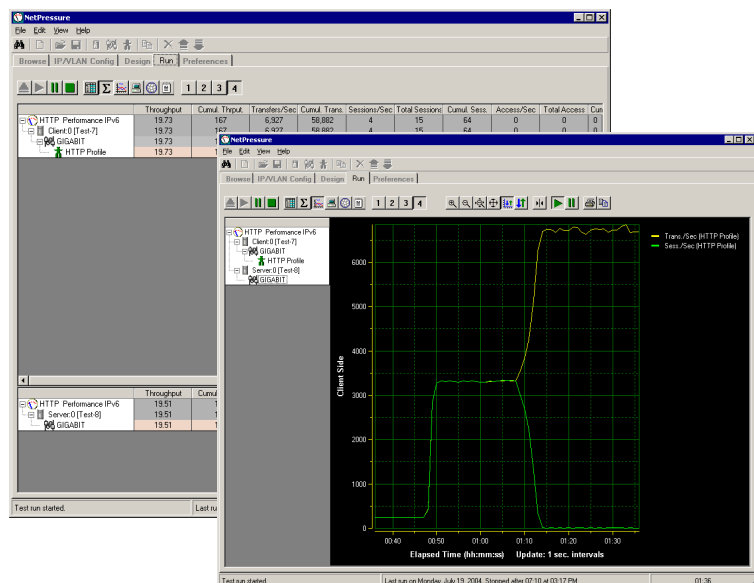 NetPressure
File Edit View Help
Browse IP/VLAN Config Design Run Preferences
1 2 3 4
Throughput Cumul. Thrput. Transfers/Sec Cumul. Trans. Sessions/Sec Total Sessions Cumul. Sess. Access/Sec Total Access Cum
HTTP Performance IPv6 19.73 167 6,927 58,882 4 15 64 0 0 0
Client:0 [Test-7] 19.73 167 6,927 58,882 4 15 64 0 0 0
GIGABIT 19.73
HTTP Profile 19.73
Throughput Cumul
HTTP Performance IPv6 19.51 1
Server:0 [Test-8] 19.51 1
GIGABIT 19.51 1
Test run started. Last ru
NetPressure
File Edit View Help
Browse IP/VLAN Config Design Run Preferences
1 2 3 4
HTTP Performance IPv6
Client:0 [Test-7]
GIGABIT
HTTP Profile
Server:0 [Test-8]
GIGABIT
Client Side
6000
5000
4000
3000
2000
1000
0
00:40 00:50 01:00 01:10 01:20 01:30
Elapsed Time (hh:mm:ss) Update: 1 sec. intervals
Trans./Sec (HTTP Profile)
Sess./Sec (HTTP Profile)
Test run started. Last run on Monday, July 19, 2004. Stopped after 07:10 at 03:17 PM 01:36